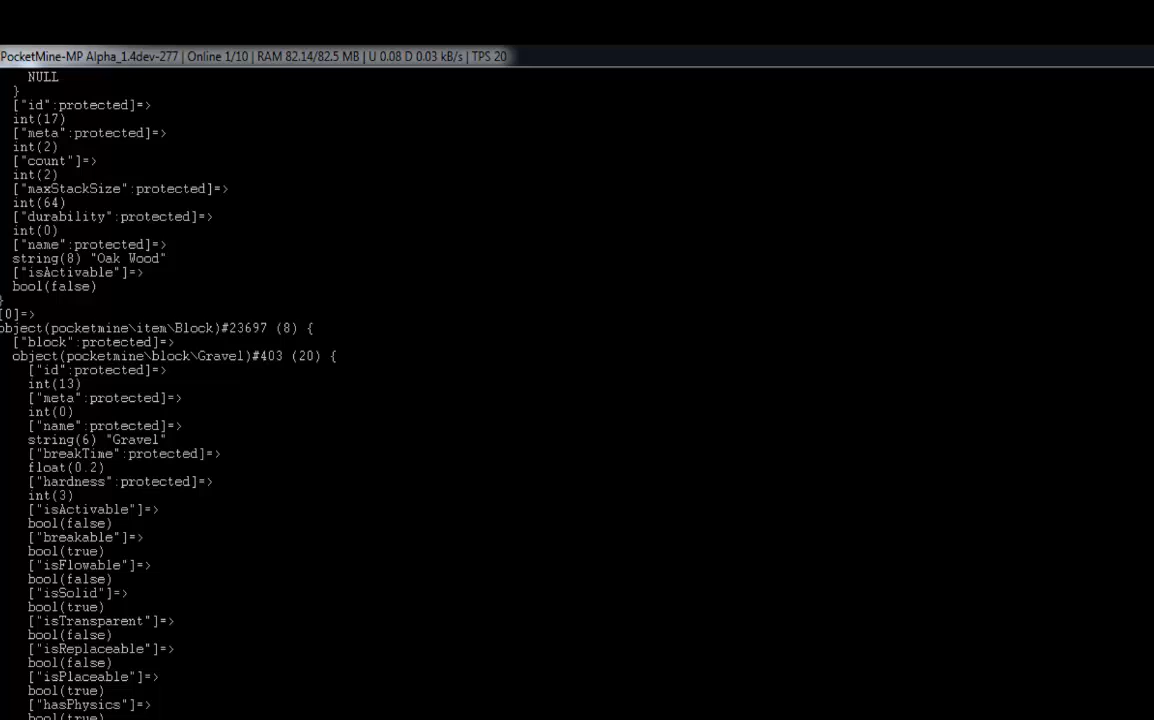 PocketMine-MP Alpha_1.4dev-277 | Online 1/10 | RAM 82.14/82.5 MB | U 0.08 D 0.03 kB/s | TPS 20
NULL
}
["id":protected]=>
int(17)
["meta":protected]=>
int(2)
["count"]=>
int(2)
["maxStackSize":protected]=>
int(64)
["durability":protected]=>
int(0)
["name":protected]=>
string(8) "Oak Wood"
["isActivable"]=>
bool(false)
}
[0]=>
object(pocketmine\item\Block)#23697 (8) {
["block":protected]=>
object(pocketmine\block\Gravel)#403 (20) {
["id":protected]=>
int(13)
["meta":protected]=>
int(0)
["name":protected]=>
string(6) "Gravel"
["breakTime":protected]=>
float(0.2)
["hardness":protected]=>
int(3)
["isActivable"]=>
bool(false)
["breakable"]=>
bool(true)
["isFlowable"]=>
bool(false)
["isSolid"]=>
bool(true)
["isTransparent"]=>
bool(false)
["isReplaceable"]=>
bool(false)
["isPlaceable"]=>
bool(true)
["hasPhysics"]=>
bool(true)